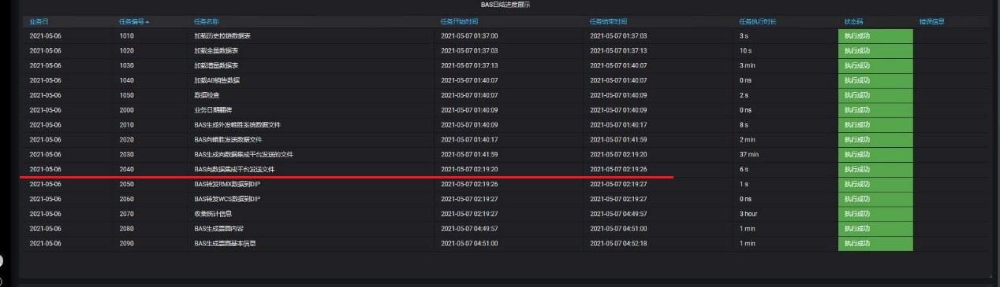 BAS日结进度展示
业务日 任务编号 任务名称 任务开始时间 任务结束时间 任务执行时长 状态码 错误信息
2021-05-06 1010 加载历史拉链数据表 2021-05-07 01:37:00 2021-05-07 01:37:03 3 s 执行成功
2021-05-06 1020 加载全量数据表 2021-05-07 01:37:03 2021-05-07 01:37:13 10 s 执行成功
2021-05-06 1030 加载增量数据表 2021-05-07 01:37:13 2021-05-07 01:40:07 3 min 执行成功
2021-05-06 1040 加载AB销售数据 2021-05-07 01:40:07 2021-05-07 01:40:07 0 ns 执行成功
2021-05-06 1050 数据检查 2021-05-07 01:40:07 2021-05-07 01:40:09 2 s 执行成功
2021-05-06 2000 业务日期翻牌 2021-05-07 01:40:09 2021-05-07 01:40:09 0 ns 执行成功
2021-05-06 2010 BAS生成外发唯胜系统数据文件 2021-05-07 01:40:09 2021-05-07 01:40:17 8 s 执行成功
2021-05-06 2020 BAS向唯胜发送数据文件 2021-05-07 01:40:17 2021-05-07 01:41:59 2 min 执行成功
2021-05-06 2030 BAS生成向数据集成平台发送的文件 2021-05-07 01:41:59 2021-05-07 02:19:20 37 min 执行成功
2021-05-06 2040 BAS向数据集成平台发送文件 2021-05-07 02:19:20 2021-05-07 02:19:26 6 s 执行成功
2021-05-06 2050 BAS转发RMX数据到DIP 2021-05-07 02:19:26 2021-05-07 02:19:27 1 s 执行成功
2021-05-06 2060 BAS转发WCS数据到DIP 2021-05-07 02:19:27 2021-05-07 02:19:27 0 ns 执行成功
2021-05-06 2070 收集统计信息 2021-05-07 02:19:27 2021-05-07 04:49:57 3 hour 执行成功
2021-05-06 2080 BAS生成票面内容 2021-05-07 04:49:57 2021-05-07 04:51:00 1 min 执行成功
2021-05-06 2090 BAS生成票面基本信息 2021-05-07 04:51:00 2021-05-07 04:52:18 1 min 执行成功